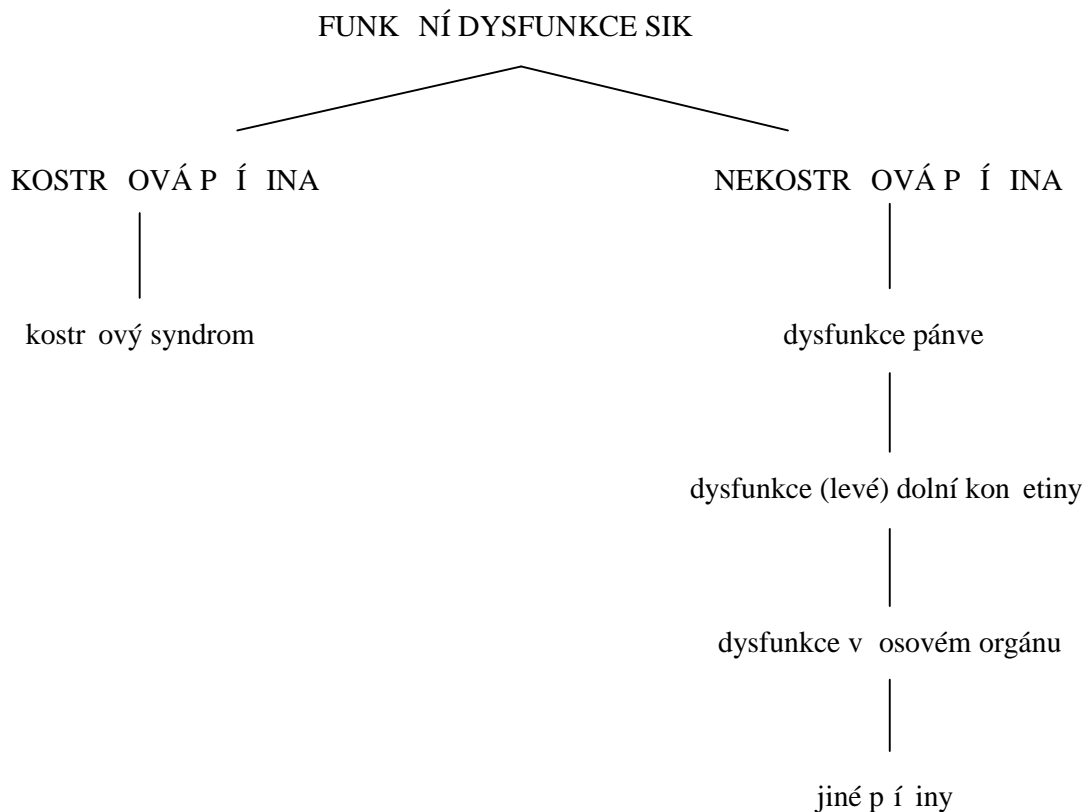 FUNK NÍ DYSFUNKCE SIK
KOSTR OVÁ P Í INA
NEKOSTR OVÁ P Í INA
kostr ový syndrom
dysfunkce pánve
dysfunkce (levé) dolní kon etiny
dysfunkce v osovém orgánu
jiné p í iny